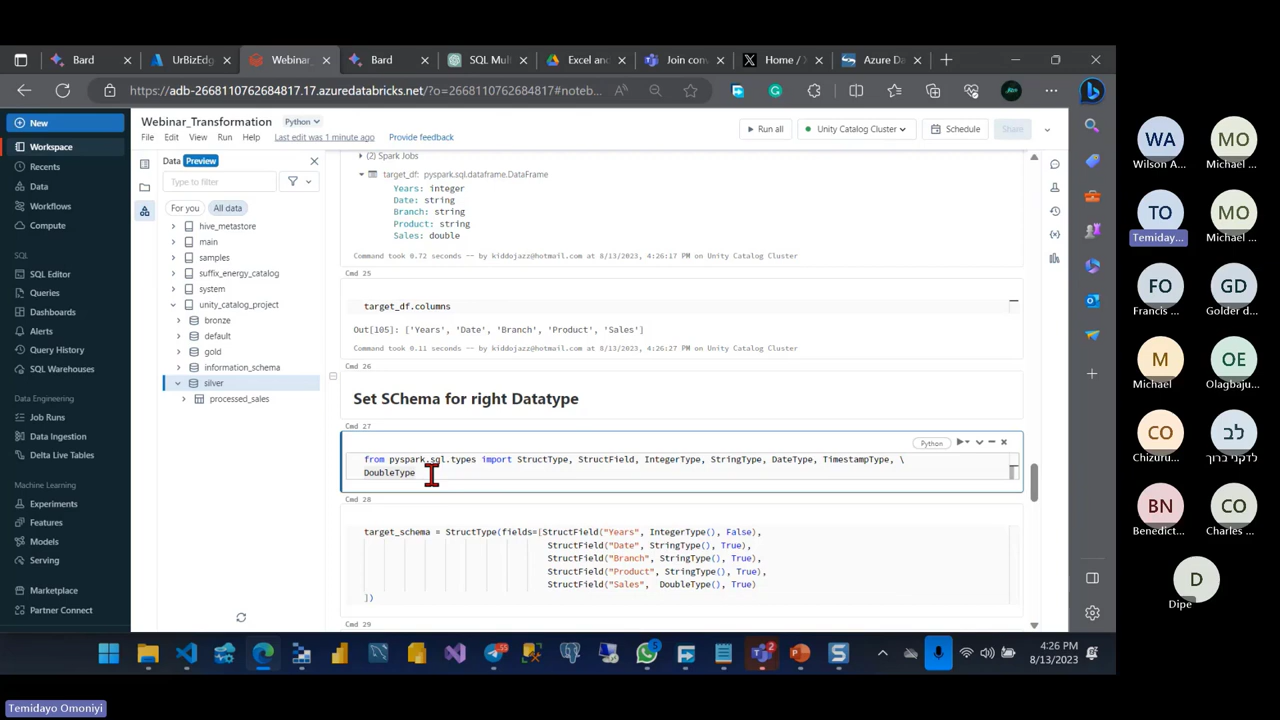 Bard
UrBizEdg
Webinar_
Bard
SQL Mul
Excel and
Join con
Home / X
Azure Da
https://adb-2668110762684717.17.azuredatabricks.net/?o=2668110762684717#noteb...
New
Workspace
Recents
Data
Workflows
Compute
SQL
SQL Editor
Queries
Dashboards
Alerts
Query History
SQL Warehouses
Data Engineering
Job Runs
Data Ingestion
Delta Live Tables
Machine Learning
Experiments
Features
Models
Serving
Marketplace
Partner Connect
Webinar_Transformation
Python
File Edit View Run Help Last edit was 1 minute ago Provide feedback
Run all
Unity Catalog Cluster
Schedule
Share
Data Preview
Type to filter
For you All data
hive_metastore
main
samples
suffix_energy_catalog
system
unity_catalog_project
bronze
default
gold
information_schema
silver
processed_sales
(2) Spark Jobs
target_df: pyspark.sql.dataframe.DataFrame
Years: integer
Date: string
Branch: string
Product: string
Sales: double
Command took 0.72 seconds -- by kiddojazz@hotmail.com at 8/13/2023, 4:26:17 PM on Unity Catalog Cluster
Cmd 25
target_df.columns
Out[105]: ['Years', 'Date', 'Branch', 'Product', 'Sales']
Command took 0.11 seconds -- by kiddojazz@hotmail.com at 8/13/2023, 4:26:27 PM on Unity Catalog Cluster
Cmd 26
Set SChema for right Datatype
Cmd 27
Python
from pyspark.sql.types import StructType, StructField, IntegerType, StringType, DateType, TimestampType, \
DoubleType
Cmd 28
target_schema = StructType(fields=[StructField("Years", IntegerType(), False),
StructField("Date", StringType(), True),
StructField("Branch", StringType(), True),
StructField("Product", StringType(), True),
StructField("Sales", DoubleType(), True)
])
Cmd 29
4:26 PM
8/13/2023
WA
Wilson A...
MO
Michael ...
TO
Temiday...
MO
Michael ...
FO
Francis ...
GD
Golder d...
M
Michael
OE
Olagbaju...
CO
Chizuru...
לב
לדקני ברוך
BN
Benedict...
CO
Charles ...
D
Dipe
Temidayo Omoniyi